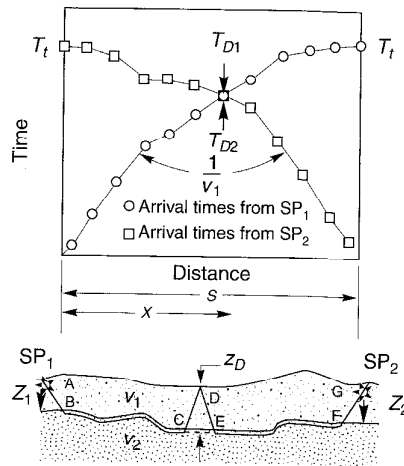 T_{D1}
T_t
T_t
T_{D2}
Time
1
v_1
○ Arrival times from SP_1
□ Arrival times from SP_2
Distance
S
X
SP_1
z_D
SP_2
Z_1
A
B
v_1
D
C
E
G
F
Z_2
v_2